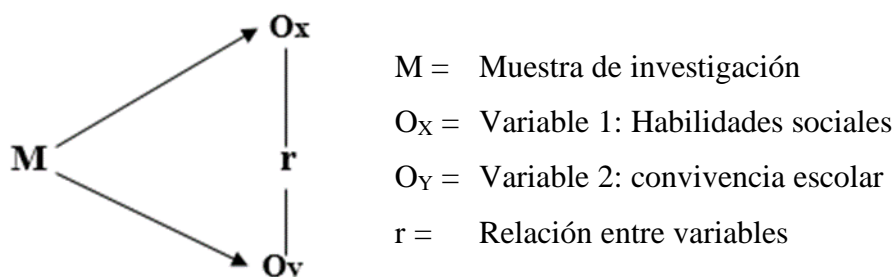 Ox
M
r
Oy
M = Muestra de investigación
OX = Variable 1: Habilidades sociales
OY = Variable 2: convivencia escolar
r = Relación entre variables